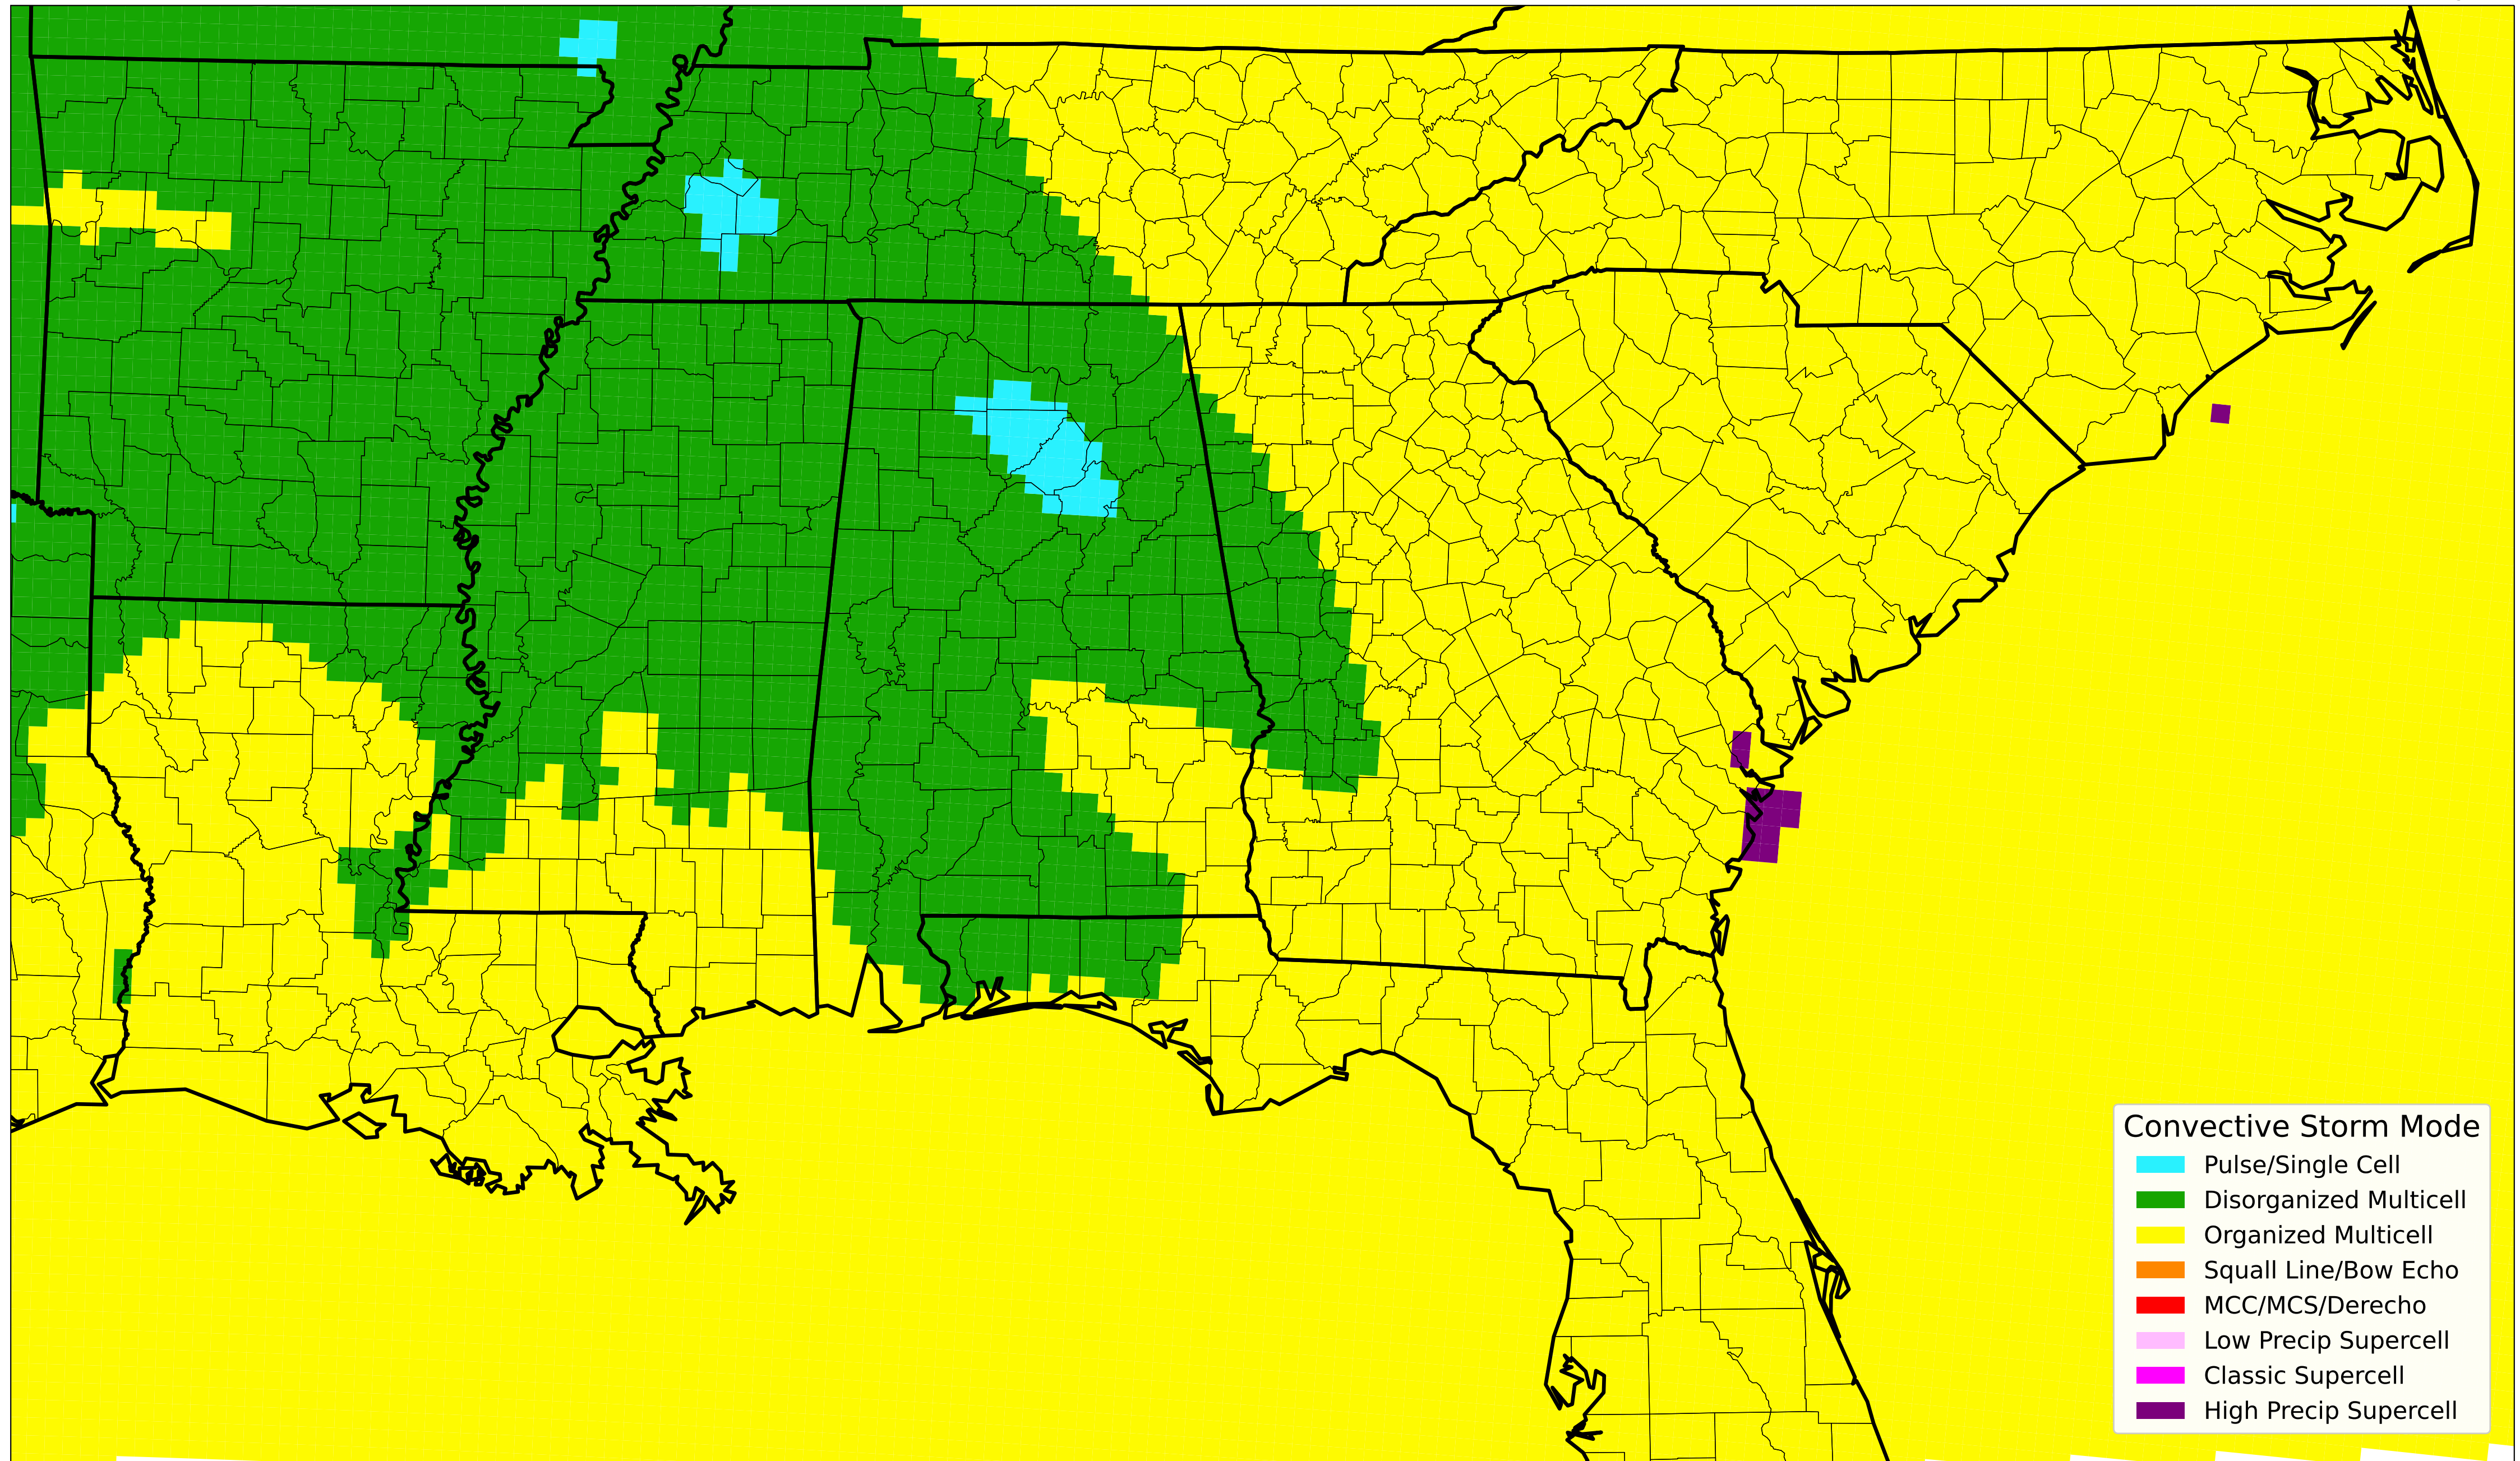 Convective Storm Mode
Pulse/Single Cell
Disorganized Multicell
Organized Multicell
Squall Line/Bow Echo
MCC/MCS/Derecho
Low Precip Supercell
Classic Supercell
High Precip Supercell